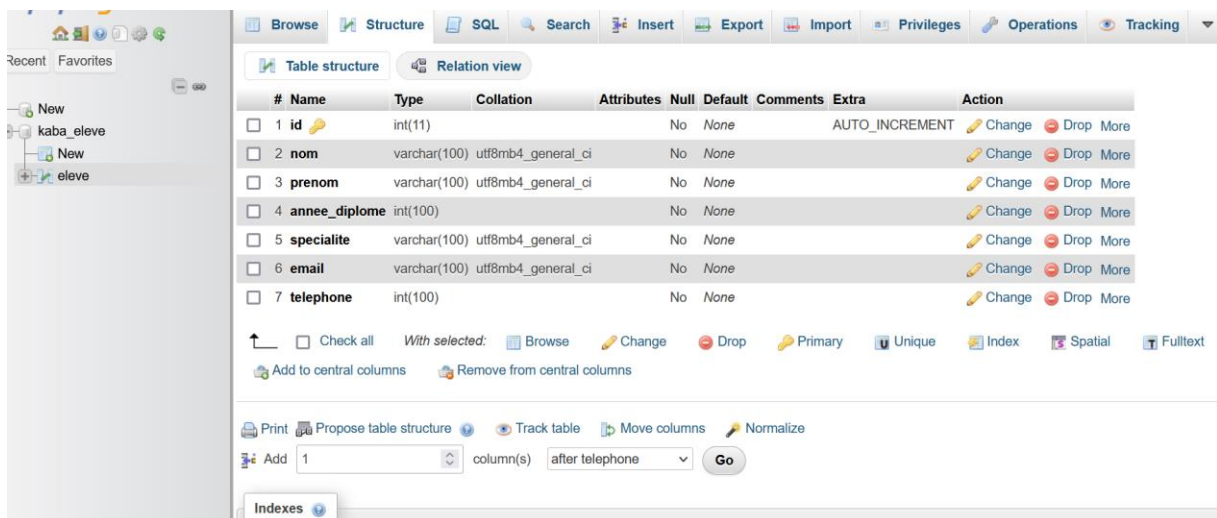 Browse Structure SQL Search Insert Export Import Privileges Operations Tracking
Recent Favorites
Table structure Relation view
New
kaba_eleve
New
eleve
# Name Type Collation Attributes Null Default Comments Extra Action
1 id int(11) No None AUTO_INCREMENT Change Drop More
2 nom varchar(100) utf8mb4_general_ci No None Change Drop More
3 prenom varchar(100) utf8mb4_general_ci No None Change Drop More
4 annee_diplome int(100) No None Change Drop More
5 specialite varchar(100) utf8mb4_general_ci No None Change Drop More
6 email varchar(100) utf8mb4_general_ci No None Change Drop More
7 telephone int(100) No None Change Drop More
Check all With selected: Browse Change Drop Primary Unique Index Spatial Fulltext
Add to central columns Remove from central columns
Print Propose table structure Track table Move columns Normalize
Add 1 column(s) after telephone Go
Indexes